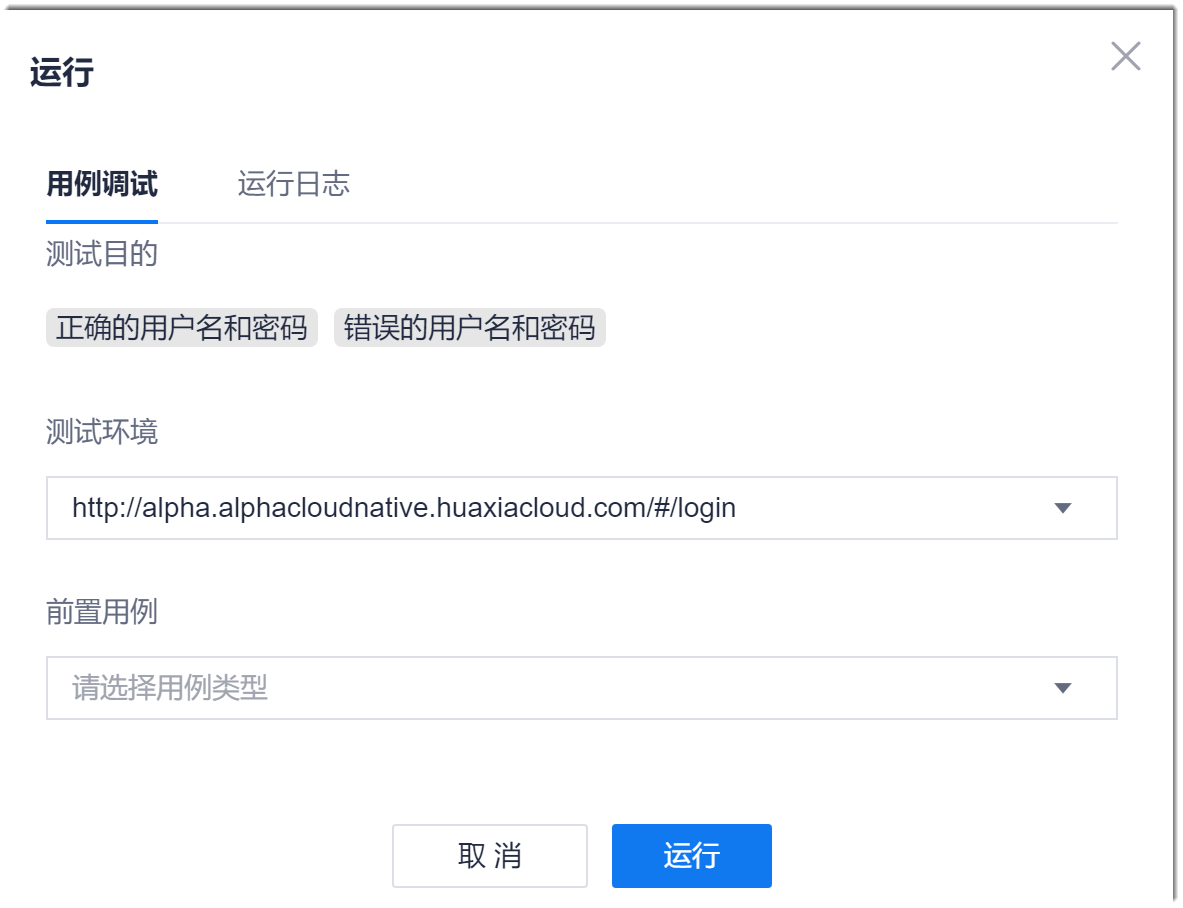 运行
用例调试 运行日志
测试目的
正确的用户名和密码 错误的用户名和密码
测试环境
http://alpha.alphacloudnative.huaxiacloud.com/#/login
前置用例
请选择用例类型
取 消 运行